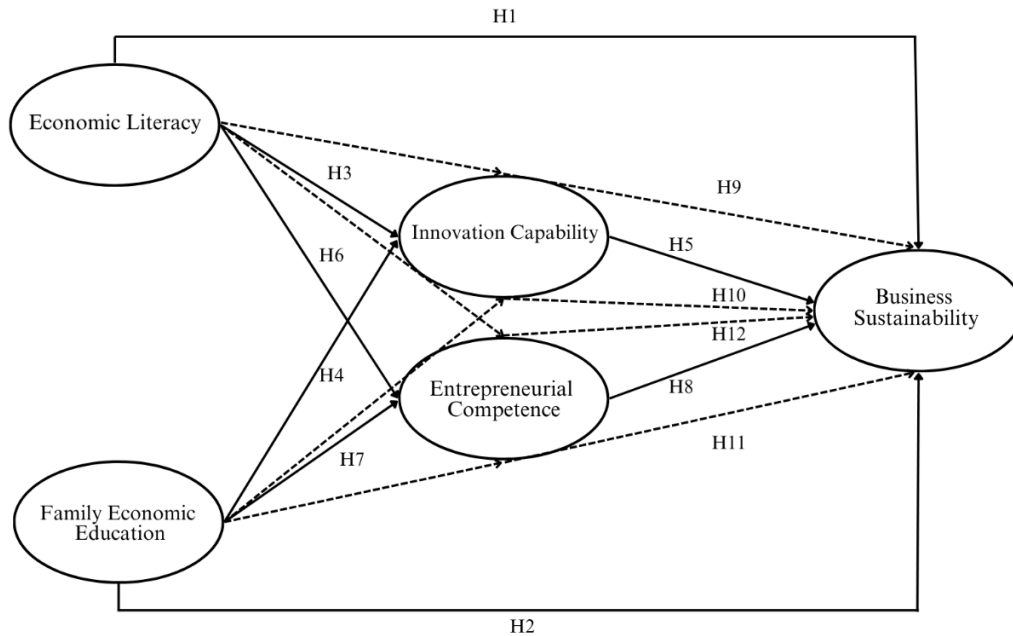 H1
Economic Literacy
H3
H9
Innovation Capability
H5
H6
H10
Business
Sustainability
H12
H4
Entrepreneurial
Competence
H8
H7
H11
Family Economic
Education
H2